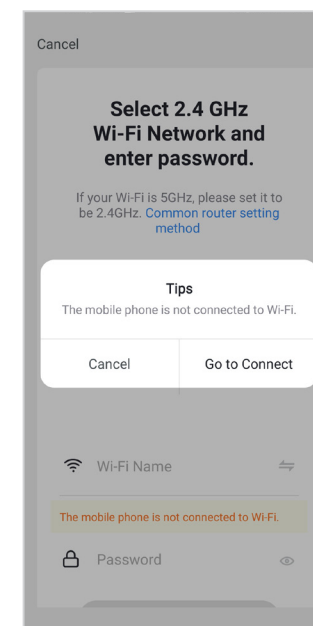 Cancel
Select 2.4 GHz
Wi-Fi Network and
enter password.
If your Wi-Fi is 5GHz, please set it to
be 2.4GHz. Common router setting
method
Tips
The mobile phone is not connected to Wi-Fi.
Cancel
Go to Connect
Wi-Fi Name
The mobile phone is not connected to Wi-Fi.
Password